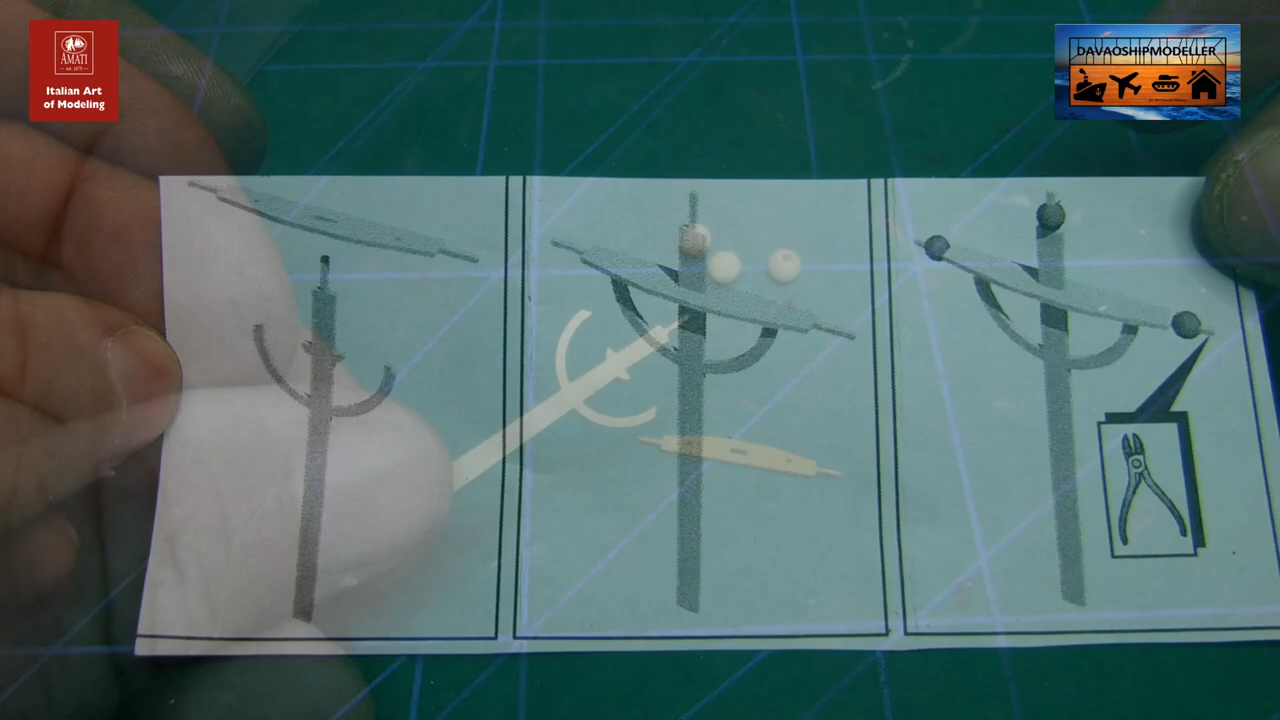 AMATI
est. 1879
Italian Art
of Modeling
DAVAOSHIPMODELLER